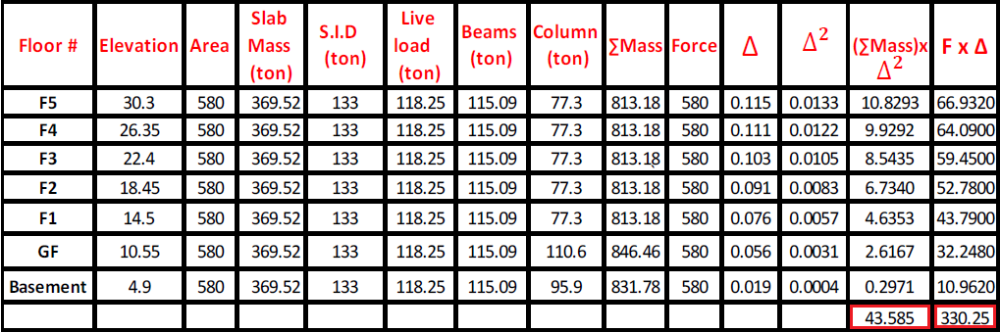 Floor # Elevation Area Slab Mass (ton) S.I.D (ton) Live load (ton) Beams (ton) Column (ton) ∑Mass Force Δ Δ² (∑Mass)x Δ² F x Δ
F5 30.3 580 369.52 133 118.25 115.09 77.3 813.18 580 0.115 0.0133 10.8293 66.9320
F4 26.35 580 369.52 133 118.25 115.09 77.3 813.18 580 0.111 0.0122 9.9292 64.0900
F3 22.4 580 369.52 133 118.25 115.09 77.3 813.18 580 0.103 0.0105 8.5435 59.4500
F2 18.45 580 369.52 133 118.25 115.09 77.3 813.18 580 0.091 0.0083 6.7340 52.7800
F1 14.5 580 369.52 133 118.25 115.09 77.3 813.18 580 0.076 0.0057 4.6353 43.7900
GF 10.55 580 369.52 133 118.25 115.09 110.6 846.46 580 0.056 0.0031 2.6167 32.2480
Basement 4.9 580 369.52 133 118.25 115.09 95.9 831.78 580 0.019 0.0004 0.2971 10.9620
43.585 330.25